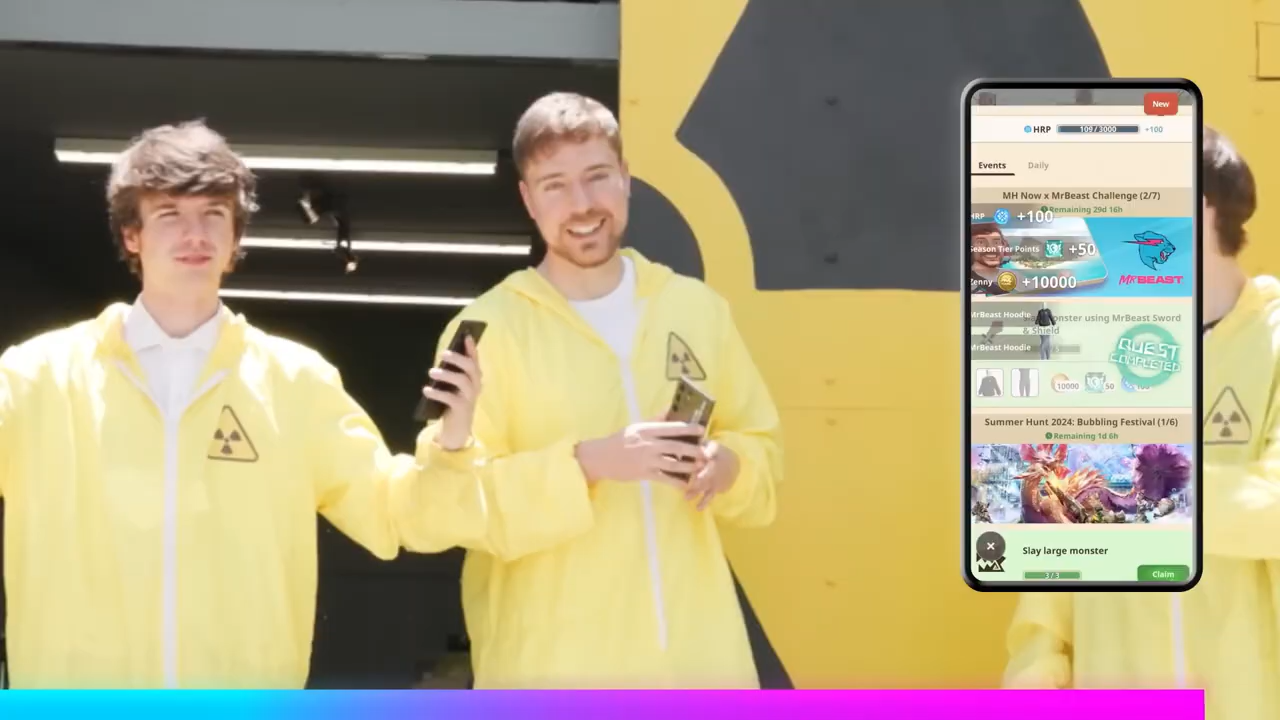 New
HRP 109 / 3000 +100
Events Daily
MH Now x MrBeast Challenge (2/7)
Remaining 29d 16h
HRP +100
Season Tier Points +50
Zenny +10000
MRBEAST
MrBeast Hoodie
monster using MrBeast Sword
& Shield
MrBeast Hoodie
QUEST
COMPLETED
10000 50
Summer Hunt 2024: Bubbling Festival (1/6)
Remaining 1d 6h
Slay large monster
3 / 3
Claim